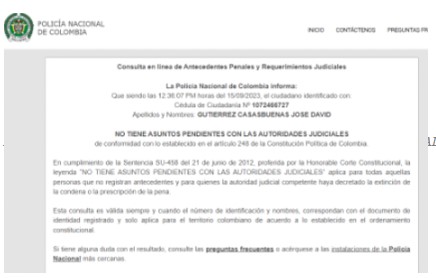 POLICÍA NACIONAL
DE COLOMBIA
INICIO CONTÁCTENOS PREGUNTAS FR
Consulta en línea de Antecedentes Penales y Requerimientos Judiciales
La Policía Nacional de Colombia informa:
Que siendo las 12:36:07 PM horas del 15/09/2023, el ciudadano identificado con:
Cédula de Ciudadanía Nº 1072466727
Apellidos y Nombres: GUTIERREZ CASASBUENAS JOSE DAVID
NO TIENE ASUNTOS PENDIENTES CON LAS AUTORIDADES JUDICIALES
de conformidad con lo establecido en el artículo 248 de la Constitución Política de Colombia.
En cumplimiento de la Sentencia SU-458 del 21 de junio de 2012, proferida por la Honorable Corte Constitucional, la
leyenda "NO TIENE ASUNTOS PENDIENTES CON LAS AUTORIDADES JUDICIALES" aplica para todas aquellas
personas que no registran antecedentes y para quienes la autoridad judicial competente haya decretado la extinción de
la condena o la prescripción de la pena.
Esta consulta es válida siempre y cuando el número de identificación y nombres, correspondan con el documento de
identidad registrado y solo aplica para el territorio colombiano de acuerdo a lo establecido en el ordenamiento
constitucional.
Si tiene alguna duda con el resultado, consulte las preguntas frecuentes o acérquese a las instalaciones de la Policía
Nacional más cercanas.